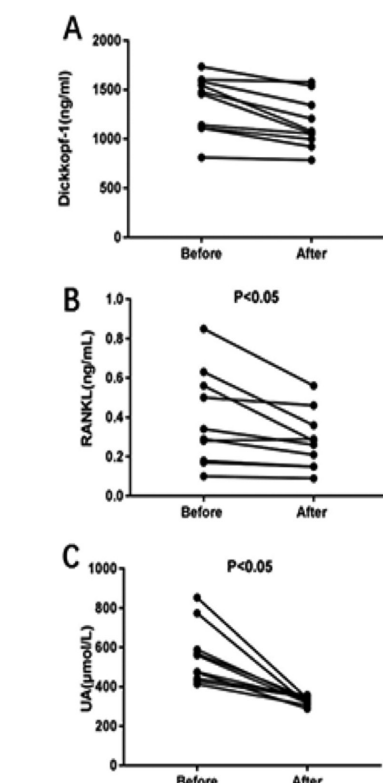 A
Dickkopf-1(ng/ml)
2000
1500
1000
500
0
Before After
B
P<0.05
RANKL(ng/mL)
1.0
0.8
0.6
0.4
0.2
0.0
Before After
C
P<0.05
UA(μmol/L)
1000
800
600
400
200
0
Before After